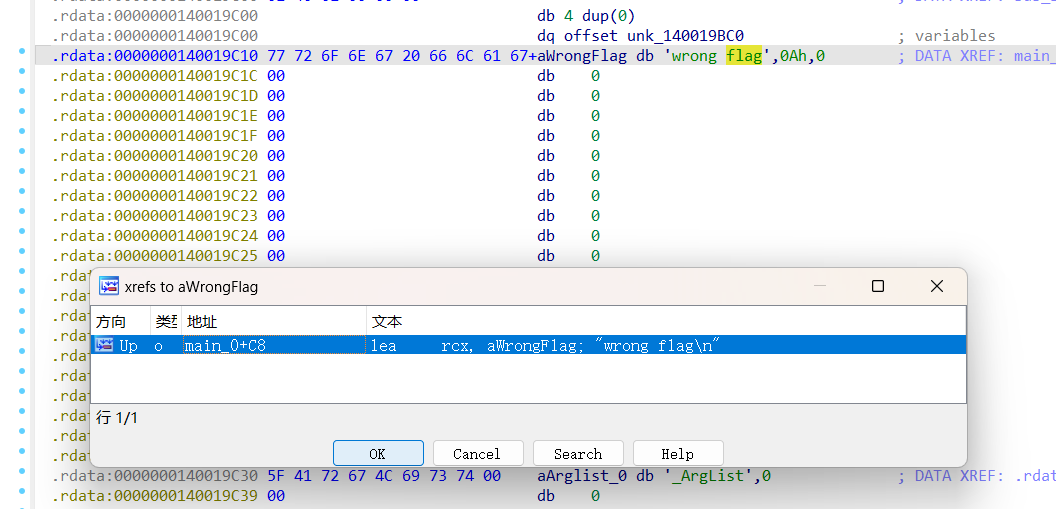 .rdata:0000000140019C00 db 4 dup(0)
.rdata:0000000140019C00 dq offset unk_140019BC0 ; variables
.rdata:0000000140019C10 77 72 6F 6E 67 20 66 6C 61 67+aWrongFlag db 'wrong flag',0Ah,0 ; DATA XREF: main_
.rdata:0000000140019C1C 00 db 0
.rdata:0000000140019C1D 00 db 0
.rdata:0000000140019C1E 00 db 0
.rdata:0000000140019C1F 00 db 0
.rdata:0000000140019C20 00 db 0
.rdata:0000000140019C21 00 db 0
.rdata:0000000140019C22 00 db 0
.rdata:0000000140019C23 00 db 0
.rdata:0000000140019C24 00 db 0
.rdata:0000000140019C25 00 db 0
xrefs to aWrongFlag
方向 类型 地址 文本
Up o main_0+C8 lea rcx, aWrongFlag; "wrong flag\n"
行 1/1
OK Cancel Search Help
.rdata:0000000140019C30 5F 41 72 67 4C 69 73 74 00 aArglist_0 db '_ArgList',0 ; DATA XREF: .rdat
.rdata:0000000140019C39 00 db 0